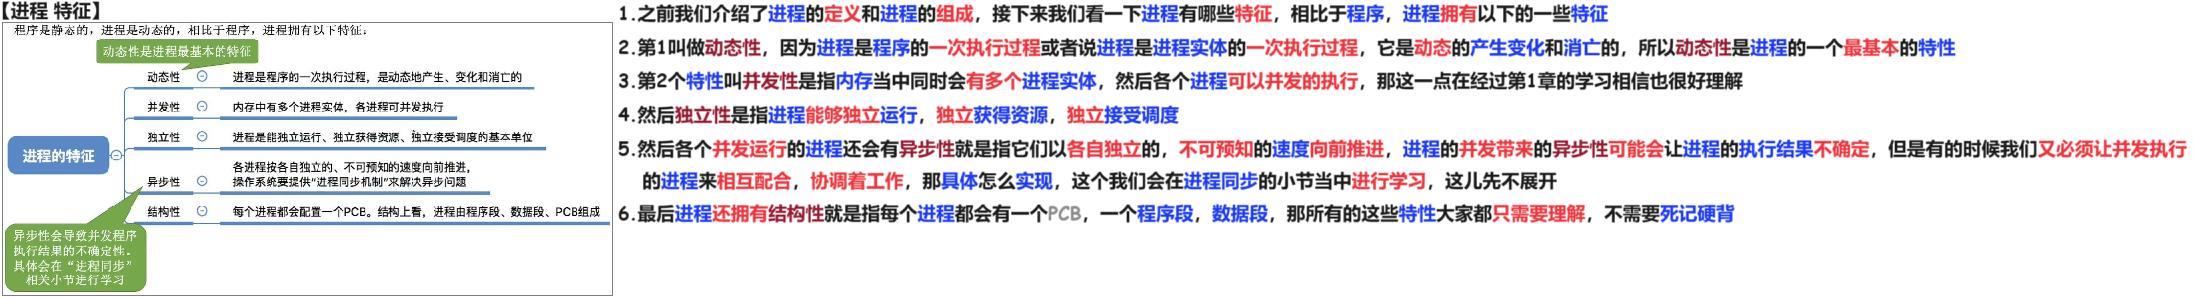 【进程 特征】
程序是静态的，进程是动态的，相比于程序，进程拥有以下特征：
动态性是进程最基本的特征
动态性 进程是程序的一次执行过程，是动态地产生、变化和消亡的
并发性 内存中有多个进程实体，各进程可并发执行
独立性 进程是能独立运行、独立获得资源、独立接受调度的基本单位
进程的特征
各进程按各自独立的、不可预知的速度向前推进，
异步性 操作系统要提供“进程同步机制”来解决异步问题
结构性 每个进程都会配置一个PCB。结构上看，进程由程序段、数据段、PCB组成
异步性会导致并发程序
执行结果的不确定性。
具体会在“进程同步”
相关小节进行学习
1.之前我们介绍了进程的定义和进程的组成，接下来我们看一下进程有哪些特征，相比于程序，进程拥有以下的一些特征
2.第1叫做动态性，因为进程是程序的一次执行过程或者说进程是进程实体的一次执行过程，它是动态的产生变化和消亡的，所以动态性是进程的一个最基本的特性
3.第2个特性叫并发性是指内存当中同时会有多个进程实体，然后各个进程可以并发的执行，那这一点在经过第1章的学习相信也很好理解
4.然后独立性是指进程能够独立运行，独立获得资源，独立接受调度
5.然后各个并发运行的进程还会有异步性就是指它们以各自独立的，不可预知的速度向前推进，进程的并发带来的异步性可能会让进程的执行结果不确定，但是有的时候我们又必须让并发执行
的进程来相互配合，协调着工作，那具体怎么实现，这个我们会在进程同步的小节当中进行学习，这儿先不展开
6.最后进程还拥有结构性就是指每个进程都会有一个PCB，一个程序段，数据段，那所有的这些特性大家都只需要理解，不需要死记硬背